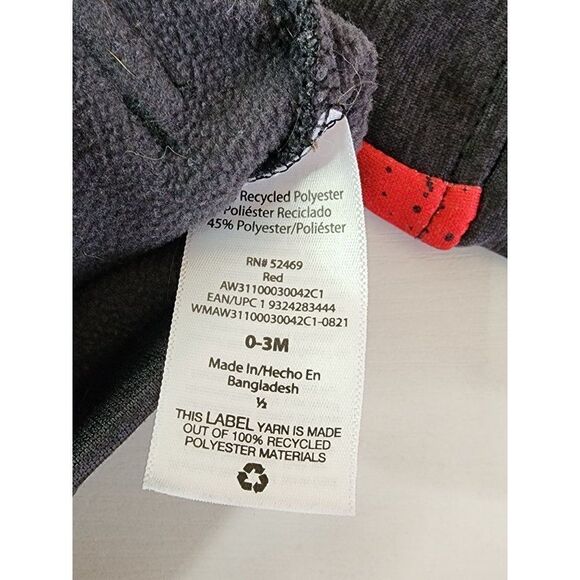 Recycled Polyester
Poliéster Reciclado
45% Polyester/Poliéster
RN# 52469
Red
AW31100030042C1
EAN/UPC 1 9324283444
WMAW31100030042C1-0821
0-3M
Made In/Hecho En
Bangladesh
½
THIS LABEL YARN IS MADE
OUT OF 100% RECYCLED
POLYESTER MATERIALS